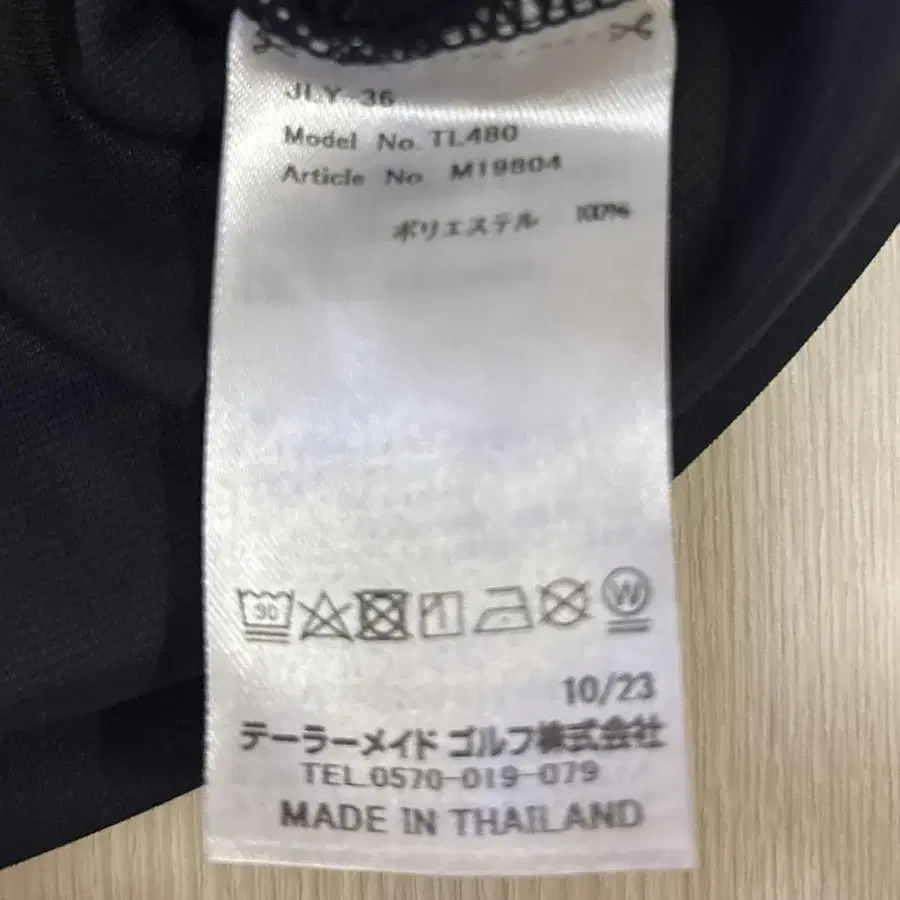 JLY-36
Model No. TL480
Article No. M19804
ポリエステル 100%
30
W
10/23
テーラーメイド ゴルフ株式会社
TEL.0570-019-079
MADE IN THAILAND